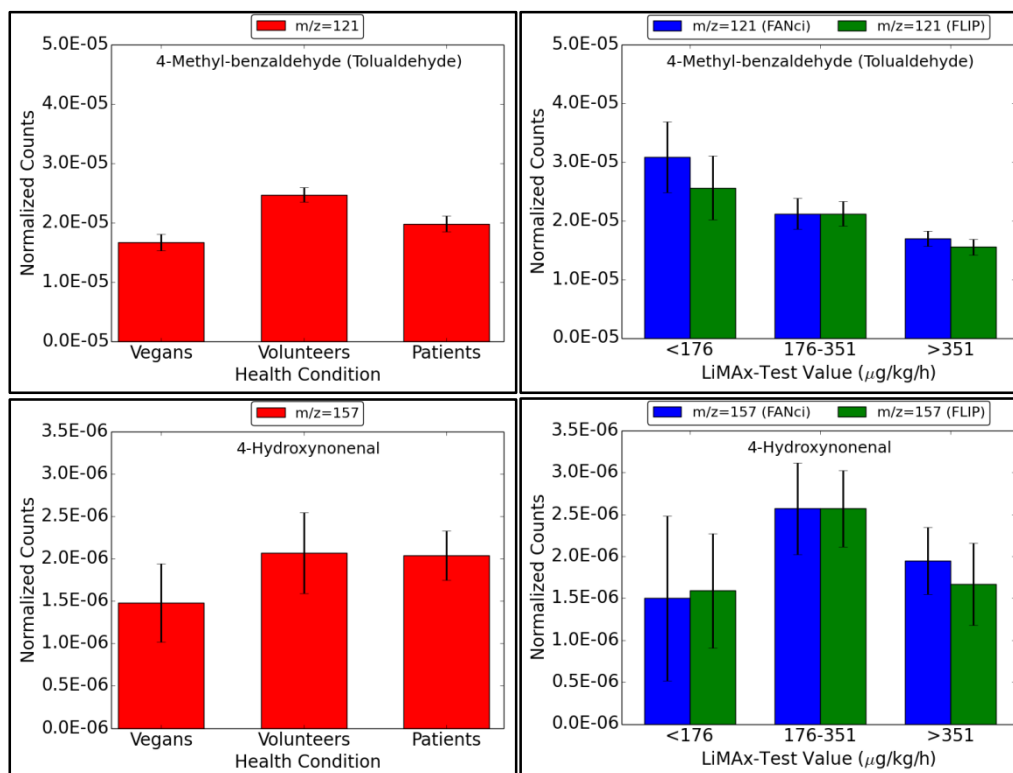 m/z=121
4-Methyl-benzaldehyde (Tolualdehyde)
Normalized Counts
5.0E-05
4.0E-05
3.0E-05
2.0E-05
1.0E-05
0.0E-05
Vegans Volunteers Patients
Health Condition
m/z=121 (FANci) m/z=121 (FLIP)
4-Methyl-benzaldehyde (Tolualdehyde)
Normalized Counts
5.0E-05
4.0E-05
3.0E-05
2.0E-05
1.0E-05
0.0E-05
<176 176-351 >351
LiMAx-Test Value (μg/kg/h)
m/z=157
4-Hydroxynonenal
Normalized Counts
3.5E-06
3.0E-06
2.5E-06
2.0E-06
1.5E-06
1.0E-06
0.5E-06
0.0E-06
Vegans Volunteers Patients
Health Condition
m/z=157 (FANci) m/z=157 (FLIP)
4-Hydroxynonenal
Normalized Counts
3.5E-06
3.0E-06
2.5E-06
2.0E-06
1.5E-06
1.0E-06
0.5E-06
0.0E-06
<176 176-351 >351
LiMAx-Test Value (μg/kg/h)